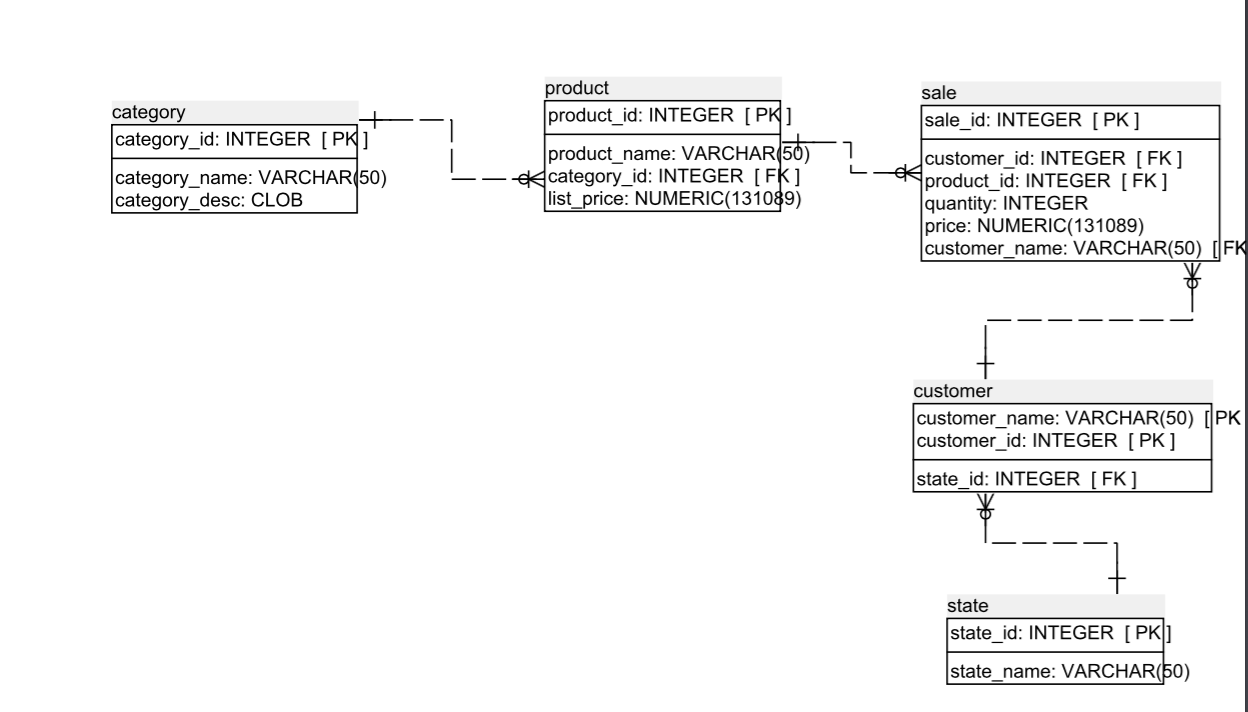 category
category_id: INTEGER [ PK ]
category_name: VARCHAR(50)
category_desc: CLOB
product
product_id: INTEGER [ PK ]
product_name: VARCHAR(50)
category_id: INTEGER [ FK ]
list_price: NUMERIC(131089)
sale
sale_id: INTEGER [ PK ]
customer_id: INTEGER [ FK ]
product_id: INTEGER [ FK ]
quantity: INTEGER
price: NUMERIC(131089)
customer_name: VARCHAR(50) [ FK
customer
customer_name: VARCHAR(50) [ PK
customer_id: INTEGER [ PK ]
state_id: INTEGER [ FK ]
state
state_id: INTEGER [ PK ]
state_name: VARCHAR(50)